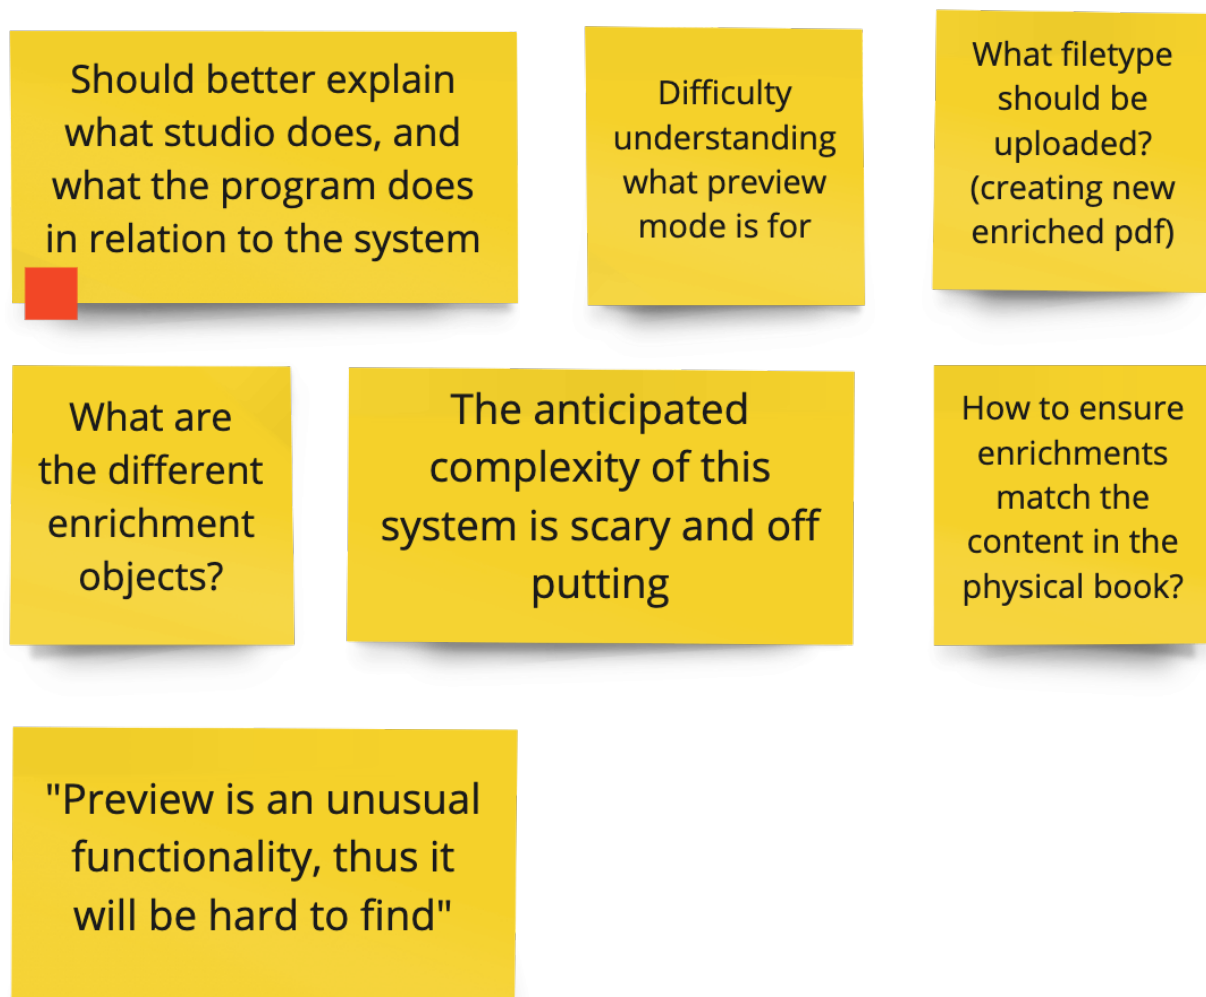 Should better explain
what studio does, and
what the program does
in relation to the system
Difficulty
understanding
what preview
mode is for
What filetype
should be
uploaded?
(creating new
enriched pdf)
What are
the different
enrichment
objects?
The anticipated
complexity of this
system is scary and off
putting
How to ensure
enrichments
match the
content in the
physical book?
"Preview is an unusual
functionality, thus it
will be hard to find"